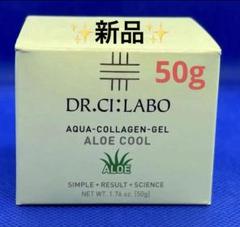 ✨新品✨
50g
DR.CI:LABO
AQUA-COLLAGEN-GEL
ALOE COOL
ALOE
SIMPLE + RESULT + SCIENCE
NET WT. 1.76 oz. (50g)